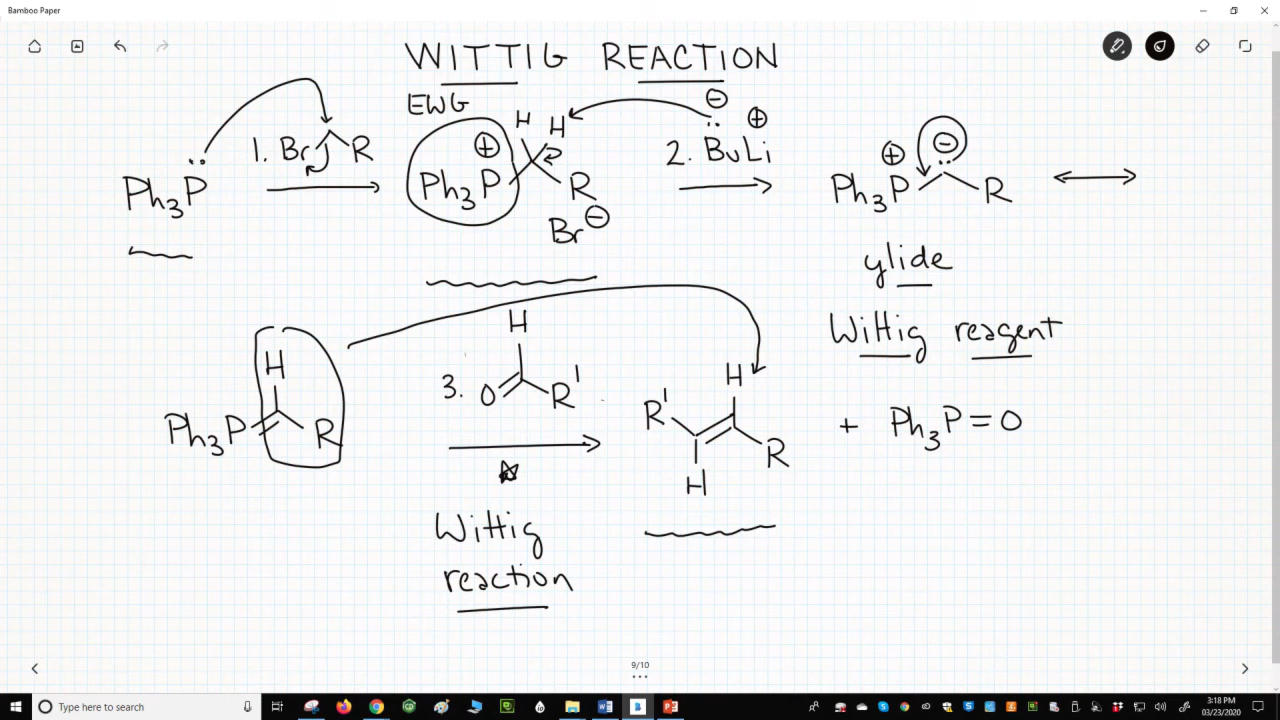 Bamboo Paper
WITTIG REACTION
EWG
Ph₃P
1. Br R
H H
⊕
Ph₃P R
Br ⊖
⊖ ⊕
2. BuLi
⊕ ⊖
Ph₃P R
ylide
Wittig reagent
H
Ph₃P R
H
3. O R'
Wittig
reaction
H
R'
R
H
+ Ph₃P=O
9/10
Type here to search
3:18 PM
03/23/2020